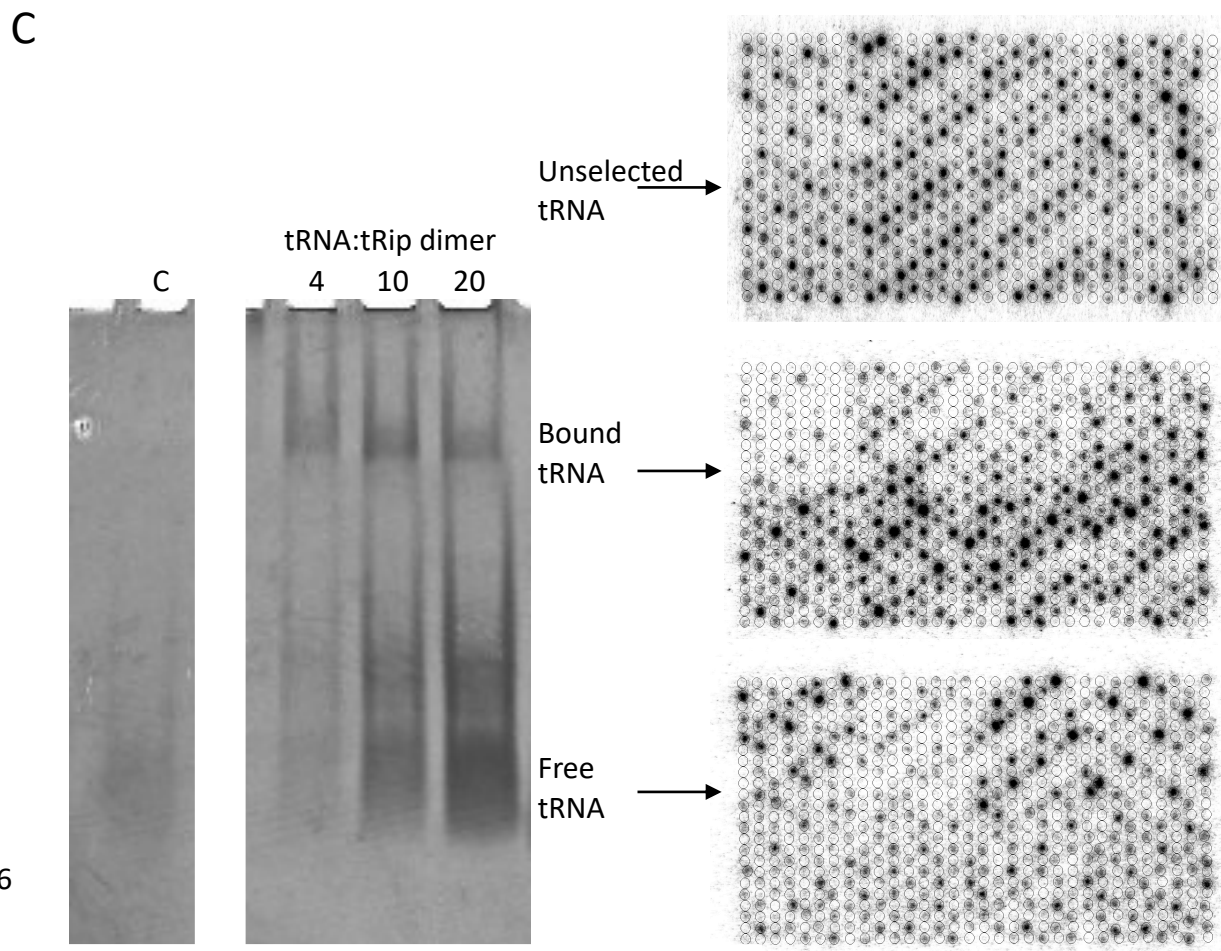 C
Unselected
tRNA
tRNA:tRip dimer
C
4 10 20
Bound
tRNA
Free
tRNA
6